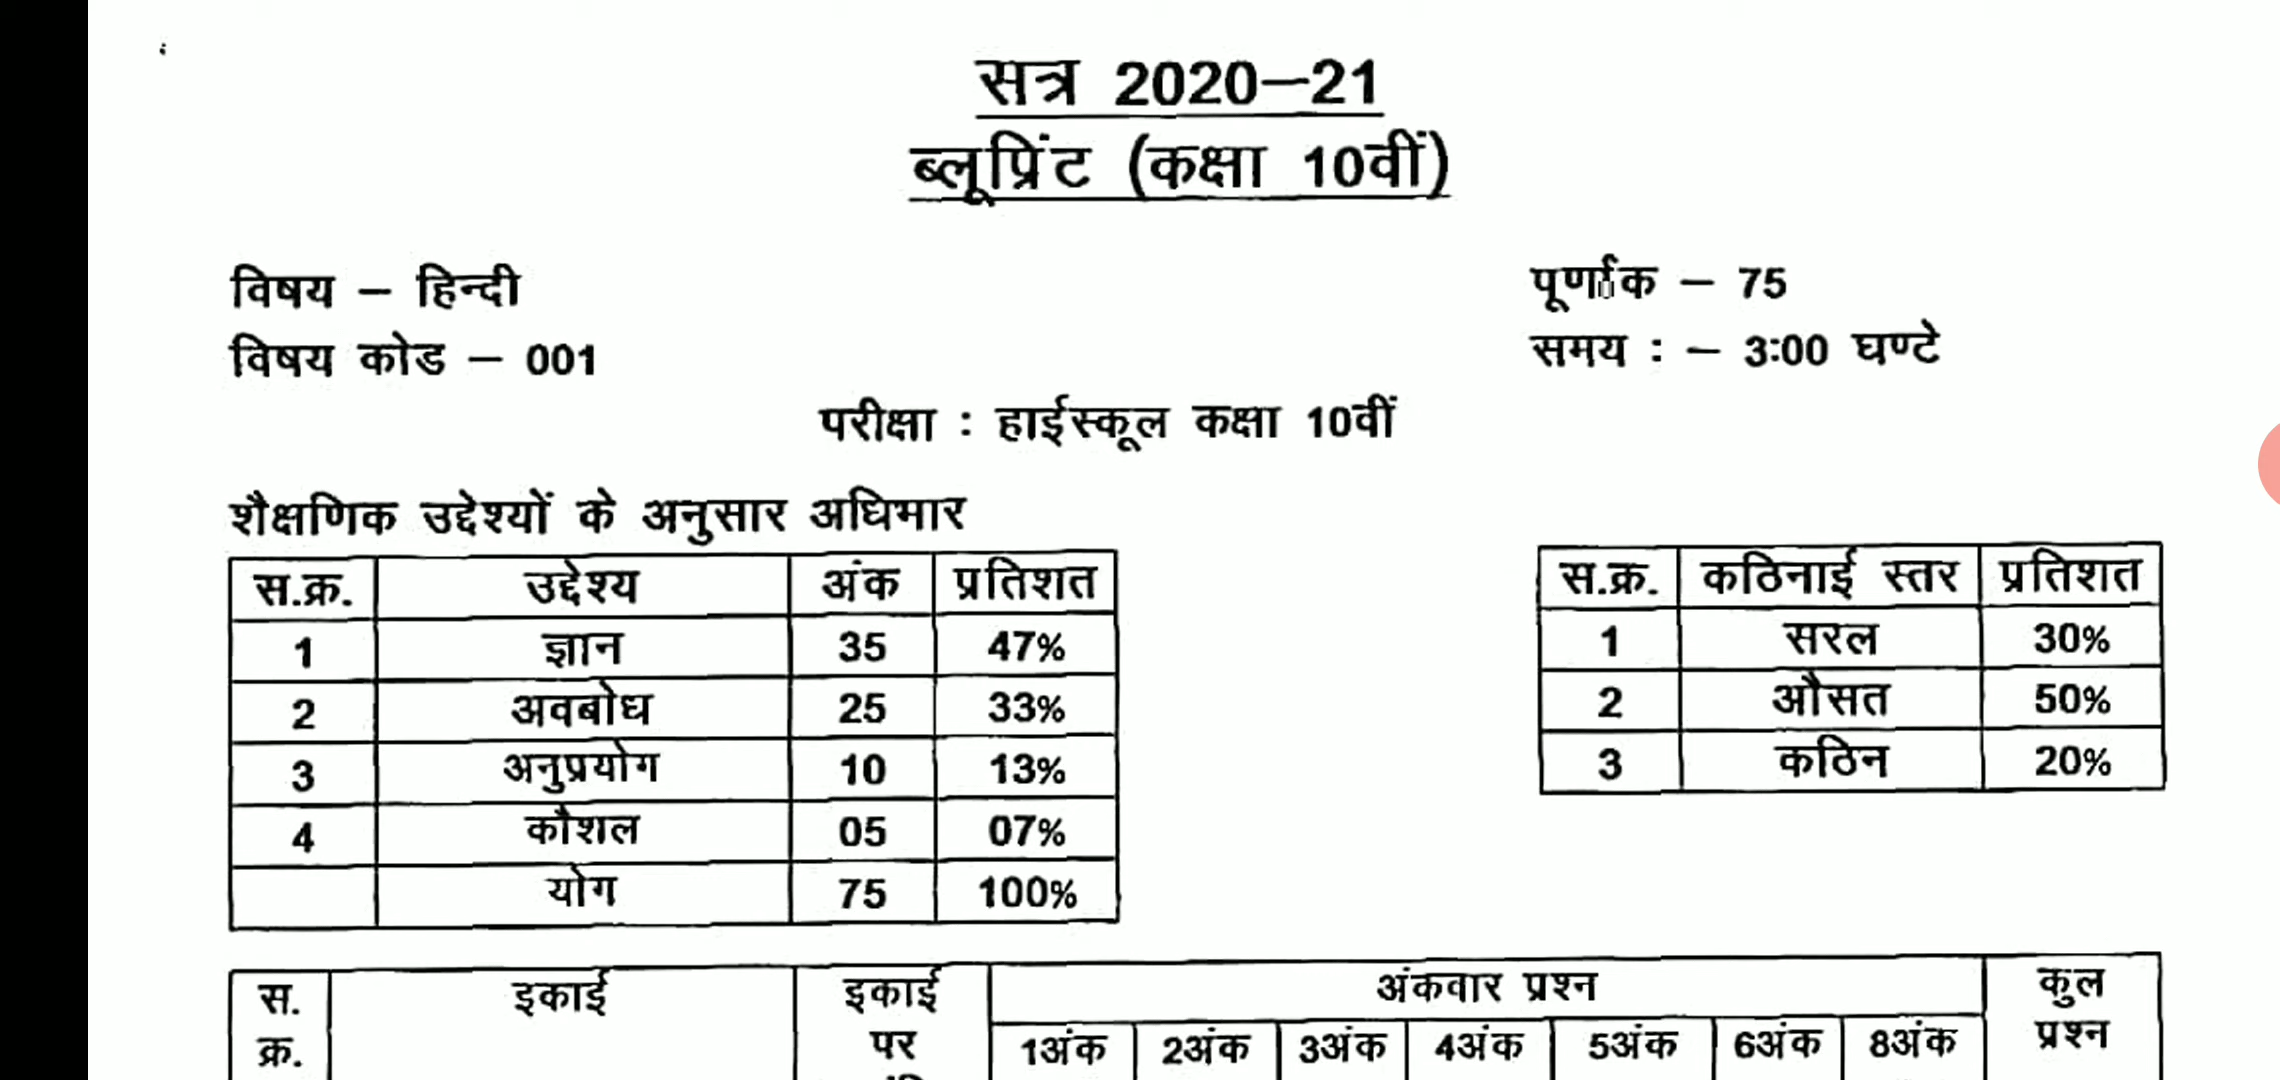 सत्र 2020–21
ब्लूप्रिंट (कक्षा 10वीं)
विषय – हिन्दी
पूर्णांक – 75
विषय कोड – 001
समय : – 3:00 घण्टे
परीक्षा : हाईस्कूल कक्षा 10वीं
शैक्षणिक उद्देश्यों के अनुसार अधिभार
स.क्र. उद्देश्य अंक प्रतिशत
1 ज्ञान 35 47%
2 अवबोध 25 33%
3 अनुप्रयोग 10 13%
4 कौशल 05 07%
योग 75 100%
स.क्र. कठिनाई स्तर प्रतिशत
1 सरल 30%
2 औसत 50%
3 कठिन 20%
स. इकाई इकाई अंकवार प्रश्न कुल
क्र. पर 1अंक 2अंक 3अंक 4अंक 5अंक 6अंक 8अंक प्रश्न